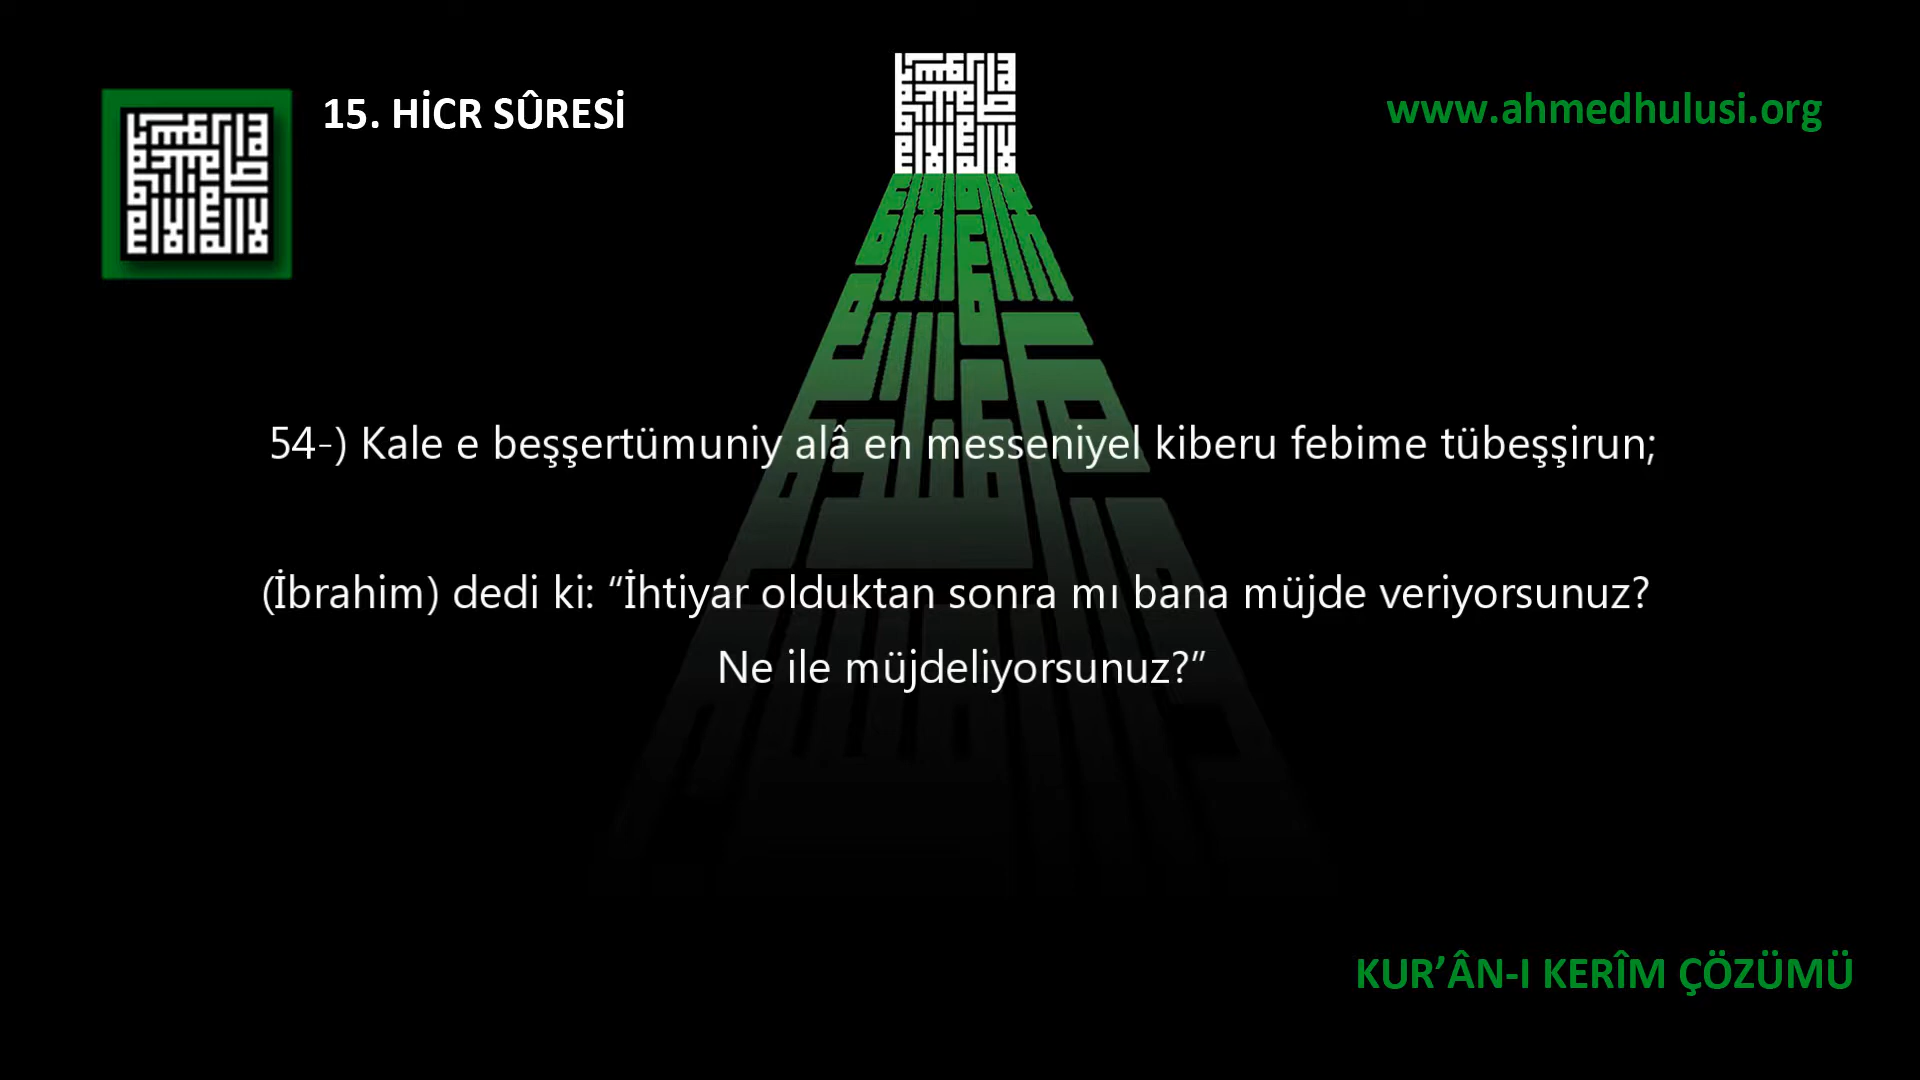 15. HİCR SÛRESİ
www.ahmedhulusi.org
54-) Kale e beşşertümuniy alâ en messeniyel kiberu febime tübeşşirun;
(İbrahim) dedi ki: “İhtiyar olduktan sonra mı bana müjde veriyorsunuz?
Ne ile müjdeliyorsunuz?”
KUR’ÂN-I KERÎM ÇÖZÜMÜ